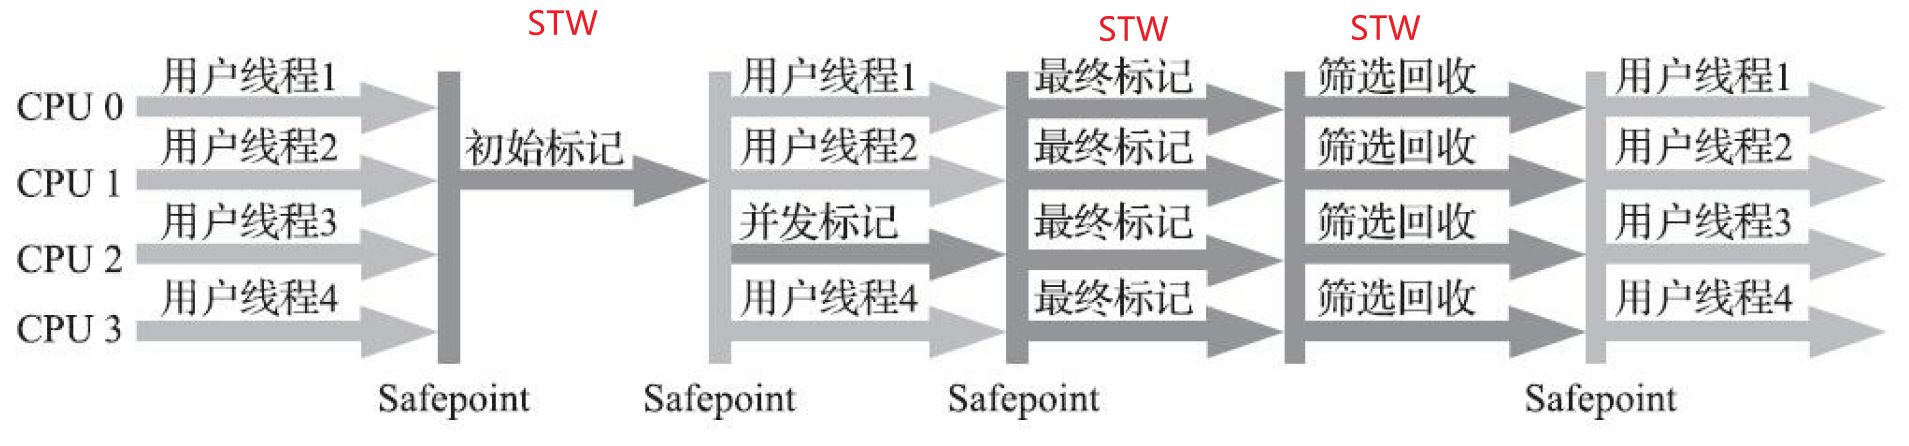 STW STW STW
CPU 0 用户线程1 用户线程1 最终标记 筛选回收 用户线程1
CPU 1 用户线程2 初始标记 用户线程2 最终标记 筛选回收 用户线程2
CPU 2 用户线程3 并发标记 最终标记 筛选回收 用户线程3
CPU 3 用户线程4 用户线程4 最终标记 筛选回收 用户线程4
Safepoint Safepoint Safepoint Safepoint